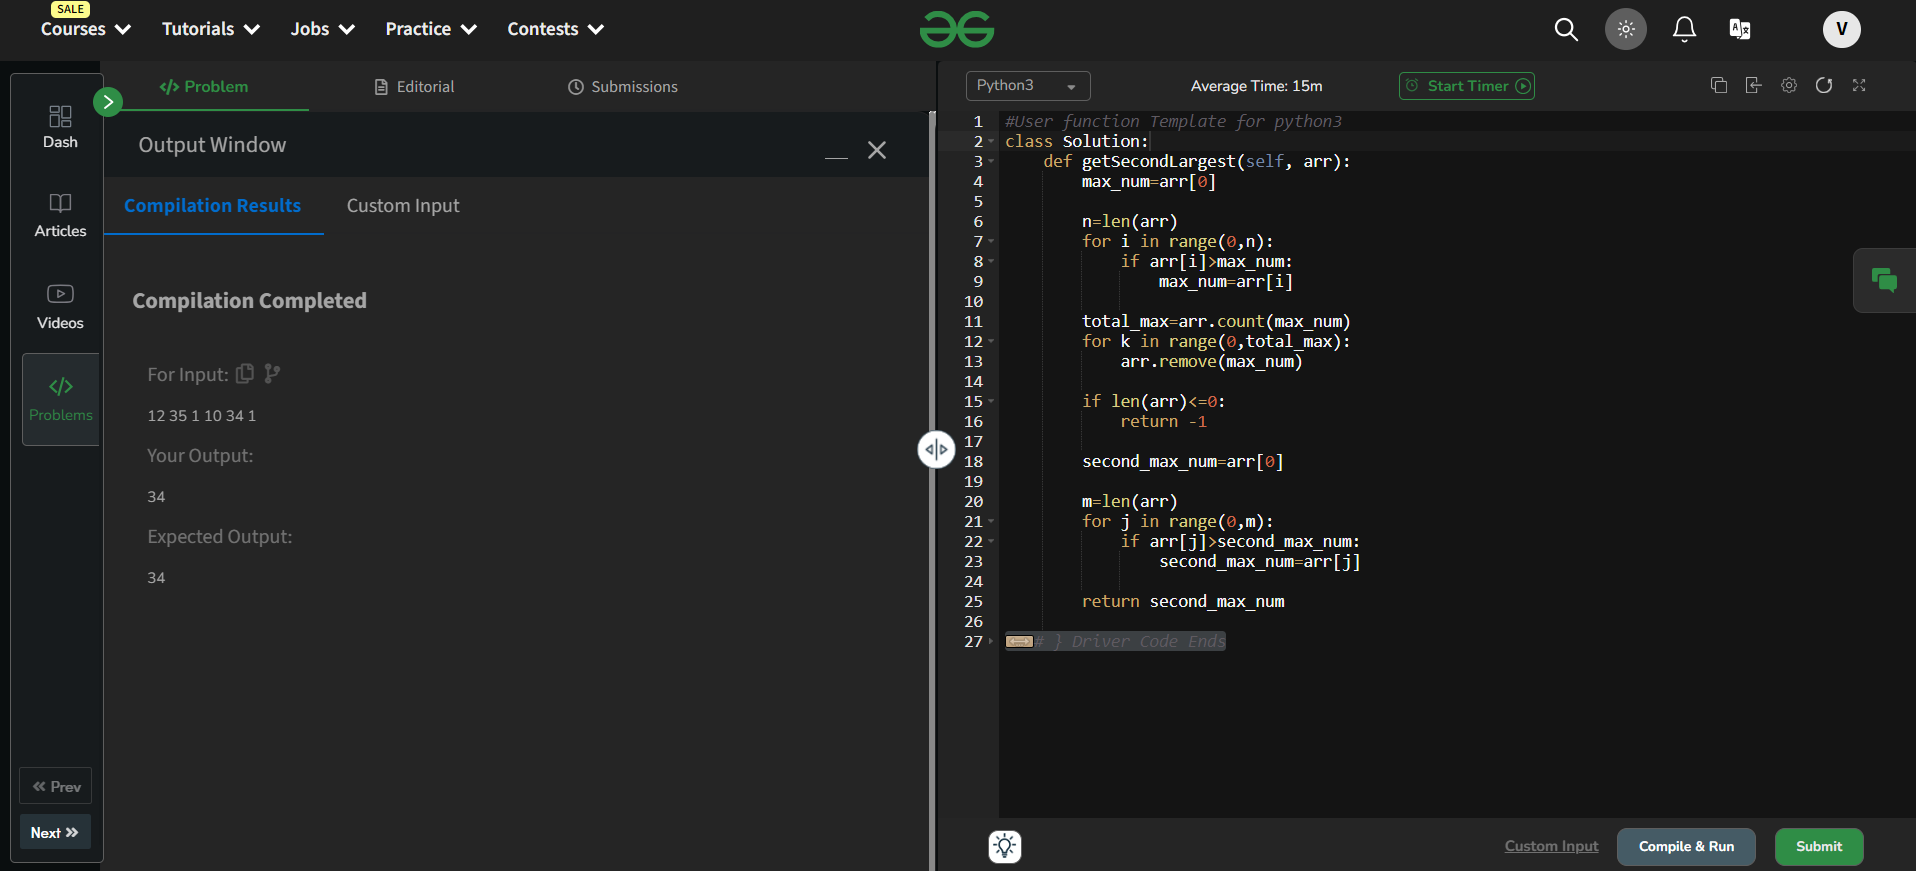 SALE
Courses Tutorials Jobs Practice Contests
V
Dash
Articles
Videos
Problems
Prev
Next
Problem Editorial Submissions
Output Window
Compilation Results Custom Input
Compilation Completed
For Input:
12 35 1 10 34 1
Your Output:
34
Expected Output:
34
Python3 Average Time: 15m Start Timer
1 #User function Template for python3
2 class Solution:
3 def getSecondLargest(self, arr):
4 max_num=arr[0]
5
6 n=len(arr)
7 for i in range(0,n):
8 if arr[i]>max_num:
9 max_num=arr[i]
10
11 total_max=arr.count(max_num)
12 for k in range(0,total_max):
13 arr.remove(max_num)
14
15 if len(arr)<=0:
16 return -1
17
18 second_max_num=arr[0]
19
20 m=len(arr)
21 for j in range(0,m):
22 if arr[j]>second_max_num:
23 second_max_num=arr[j]
24
25 return second_max_num
26
27 # } Driver Code Ends
Custom Input Compile & Run Submit